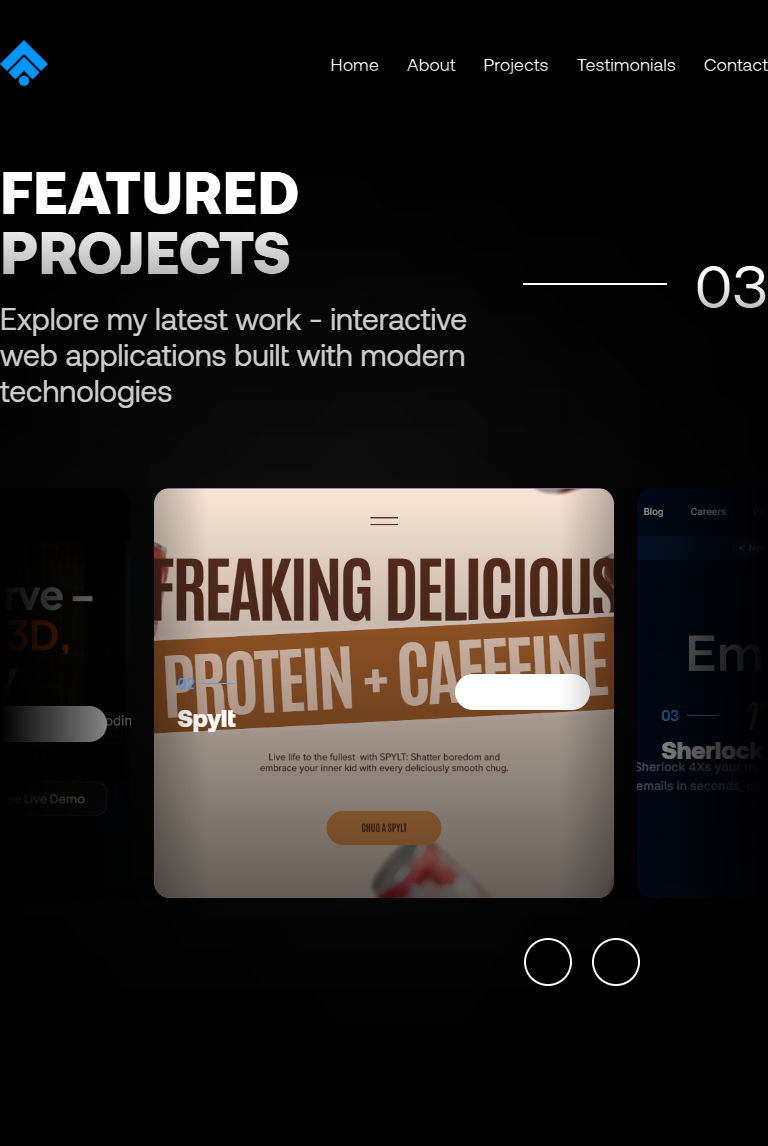 Home About Projects Testimonials Contact
FEATURED
PROJECTS
03
Explore my latest work - interactive
web applications built with modern
technologies
rve –
3D,
y
odin
Live Demo
FREAKING DELICIOUS
PROTEIN + CAFFEINE
02
Spylt
Live life to the fullest with SPYLT: Shatter boredom and
embrace your inner kid with every deliciously smooth chug.
CHUG A SPYLT
Blog Careers
Em
03
Sherlock
Sherlock 4Xs your
emails in seconds,